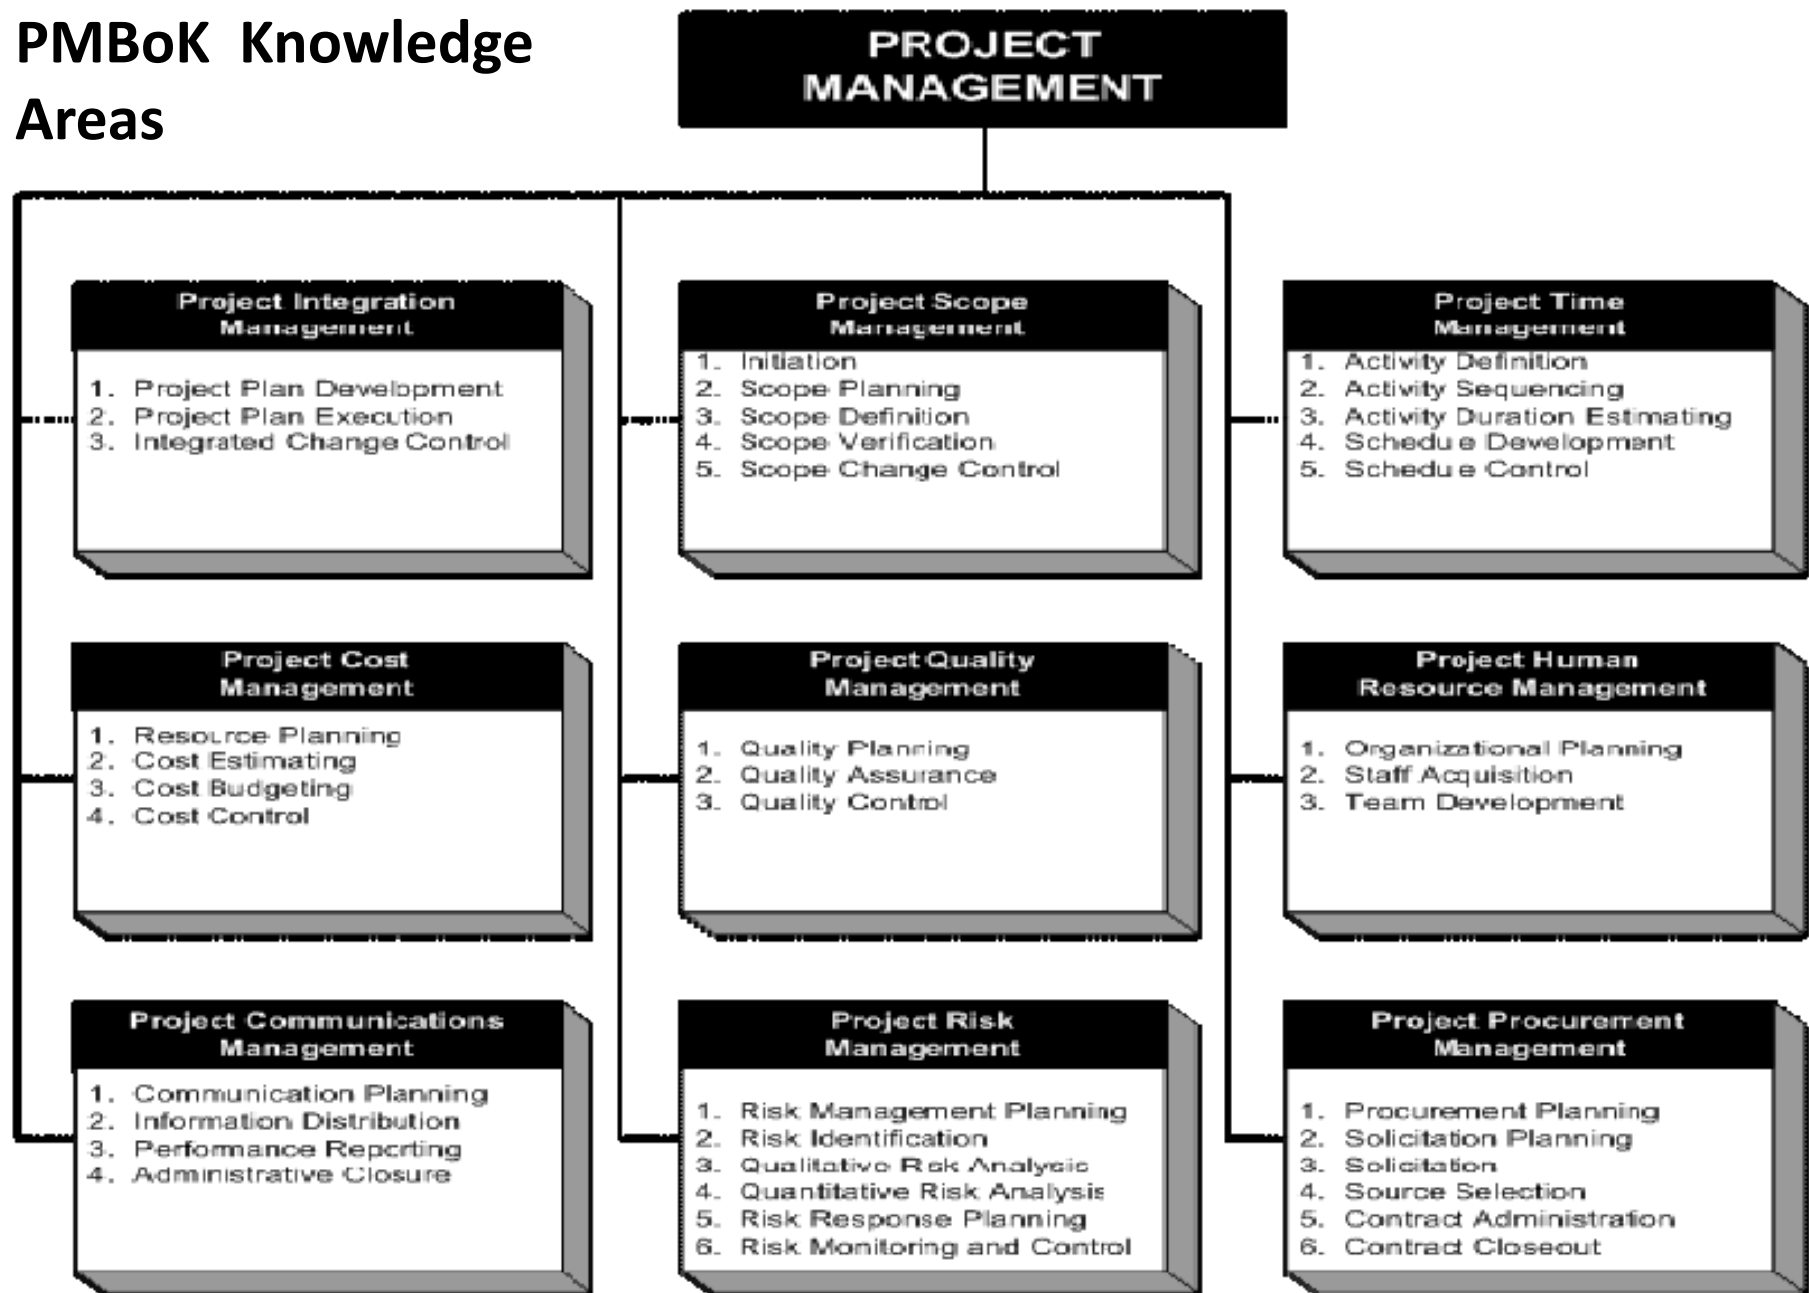 PMBoK Knowledge
Areas
PROJECT
MANAGEMENT
Project Integration
Management
1. Project Plan Development
2. Project Plan Execution
3. Integrated Change Control
Project Scope
Management
1. Initiation
2. Scope Planning
3. Scope Definition
4. Scope Verification
5. Scope Change Control
Project Time
Management
1. Activity Definition
2. Activity Sequencing
3. Activity Duration Estimating
4. Schedule Development
5. Schedule Control
Project Cost
Management
1. Resource Planning
2. Cost Estimating
3. Cost Budgeting
4. Cost Control
Project Quality
Management
1. Quality Planning
2. Quality Assurance
3. Quality Control
Project Human
Resource Management
1. Organizational Planning
2. Staff Acquisition
3. Team Development
Project Communications
Management
1. Communication Planning
2. Information Distribution
3. Performance Reporting
4. Administrative Closure
Project Risk
Management
1. Risk Management Planning
2. Risk Identification
3. Qualitative Risk Analysis
4. Quantitative Risk Analysis
5. Risk Response Planning
6. Risk Monitoring and Control
Project Procurement
Management
1. Procurement Planning
2. Solicitation Planning
3. Solicitation
4. Source Selection
5. Contract Administration
6. Contract Closeout